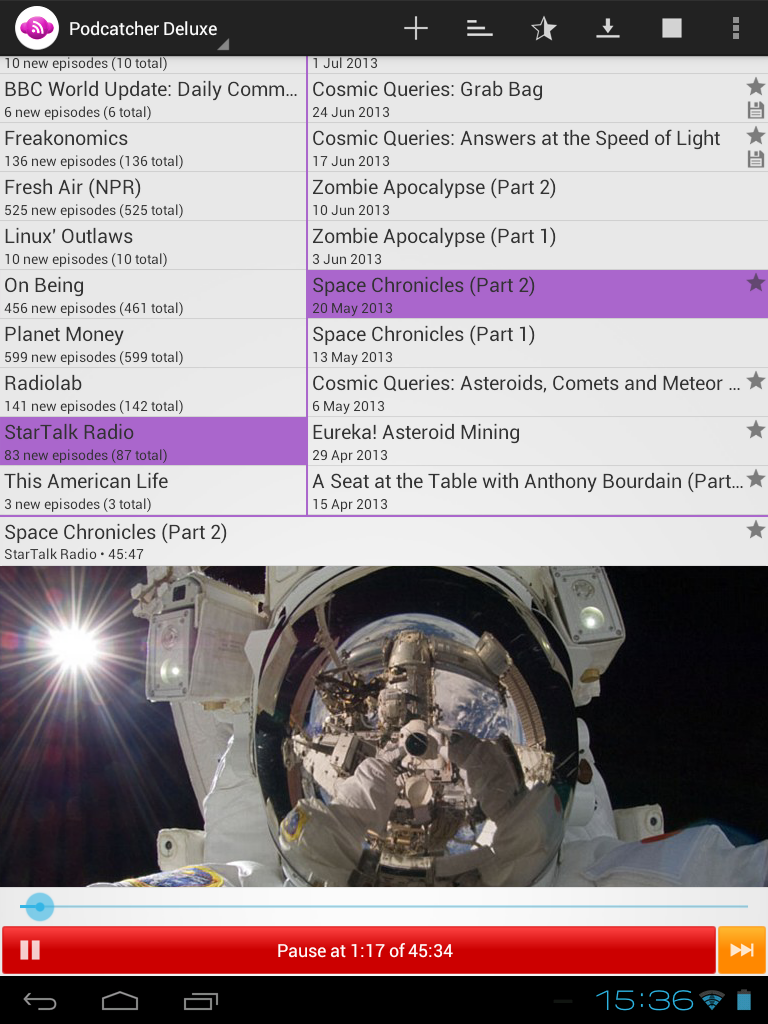 Podcatcher Deluxe
10 new episodes (10 total)
BBC World Update: Daily Comm...
6 new episodes (6 total)
Freakonomics
136 new episodes (136 total)
Fresh Air (NPR)
525 new episodes (525 total)
Linux' Outlaws
10 new episodes (10 total)
On Being
456 new episodes (461 total)
Planet Money
599 new episodes (599 total)
Radiolab
141 new episodes (142 total)
StarTalk Radio
83 new episodes (87 total)
This American Life
3 new episodes (3 total)
1 Jul 2013
Cosmic Queries: Grab Bag
24 Jun 2013
Cosmic Queries: Answers at the Speed of Light
17 Jun 2013
Zombie Apocalypse (Part 2)
10 Jun 2013
Zombie Apocalypse (Part 1)
3 Jun 2013
Space Chronicles (Part 2)
20 May 2013
Space Chronicles (Part 1)
13 May 2013
Cosmic Queries: Asteroids, Comets and Meteor ...
6 May 2013
Eureka! Asteroid Mining
29 Apr 2013
A Seat at the Table with Anthony Bourdain (Part...
15 Apr 2013
Space Chronicles (Part 2)
StarTalk Radio • 45:47
Pause at 1:17 of 45:34
15:36